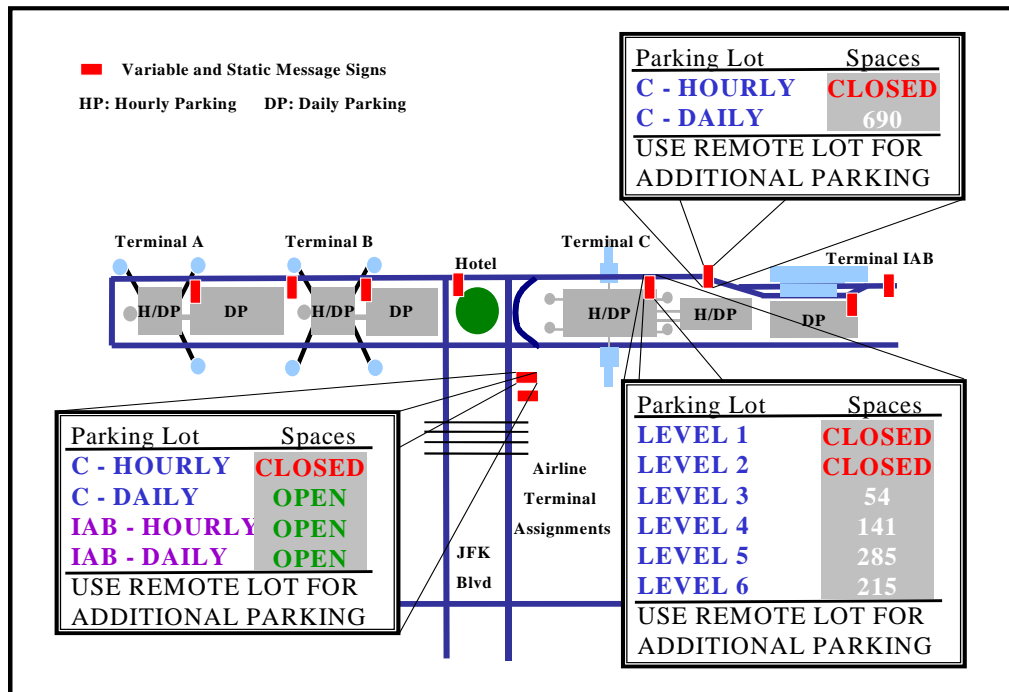 Variable and Static Message Signs
HP: Hourly Parking DP: Daily Parking
Parking Lot Spaces
C - HOURLY CLOSED
C - DAILY 690
USE REMOTE LOT FOR
ADDITIONAL PARKING
Terminal A
Terminal B
Hotel
Terminal C
Terminal IAB
H/DP
DP
H/DP
DP
H/DP
H/DP
DP
Parking Lot Spaces
C - HOURLY CLOSED
C - DAILY OPEN
IAB - HOURLY OPEN
IAB - DAILY OPEN
USE REMOTE LOT FOR
ADDITIONAL PARKING
Airline
Terminal
Assignments
JFK
Blvd
Parking Lot Spaces
LEVEL 1 CLOSED
LEVEL 2 CLOSED
LEVEL 3 54
LEVEL 4 141
LEVEL 5 285
LEVEL 6 215
USE REMOTE LOT FOR
ADDITIONAL PARKING